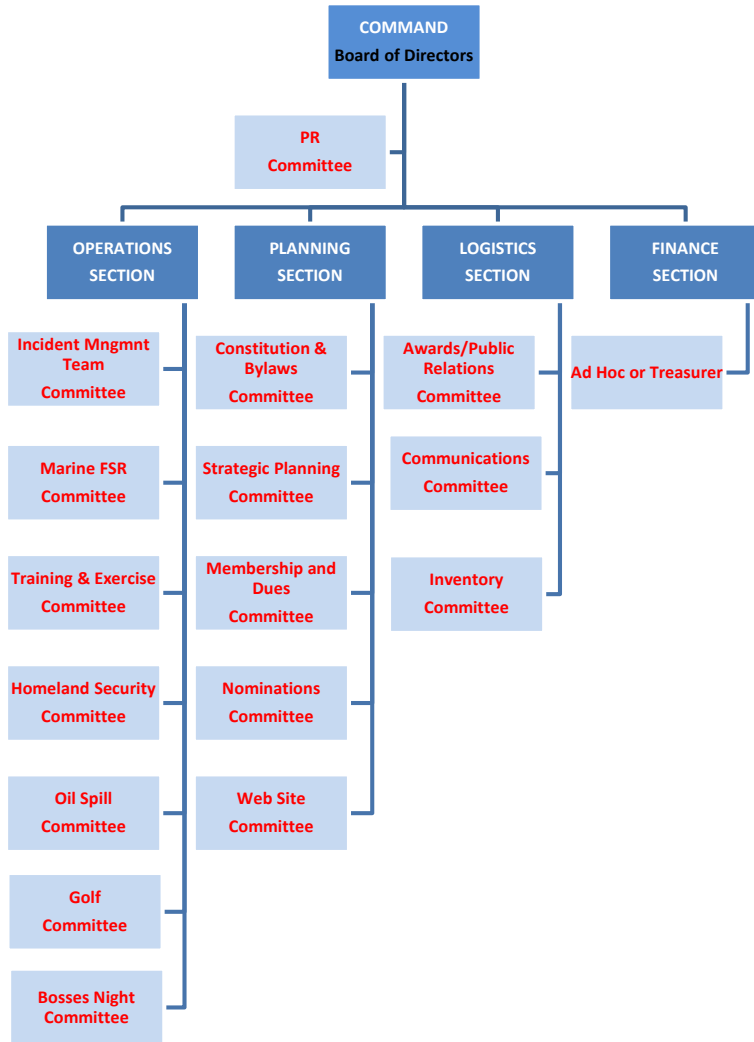 COMMAND
Board of Directors
PR
Committee
OPERATIONS
SECTION
PLANNING
SECTION
LOGISTICS
SECTION
FINANCE
SECTION
Incident Mngmnt
Team
Committee
Constitution &
Bylaws
Committee
Awards/Public
Relations
Committee
Ad Hoc or Treasurer
Marine FSR
Committee
Strategic Planning
Committee
Communications
Committee
Training & Exercise
Committee
Membership and
Dues
Committee
Inventory
Committee
Homeland Security
Committee
Nominations
Committee
Oil Spill
Committee
Web Site
Committee
Golf
Committee
Bosses Night
Committee